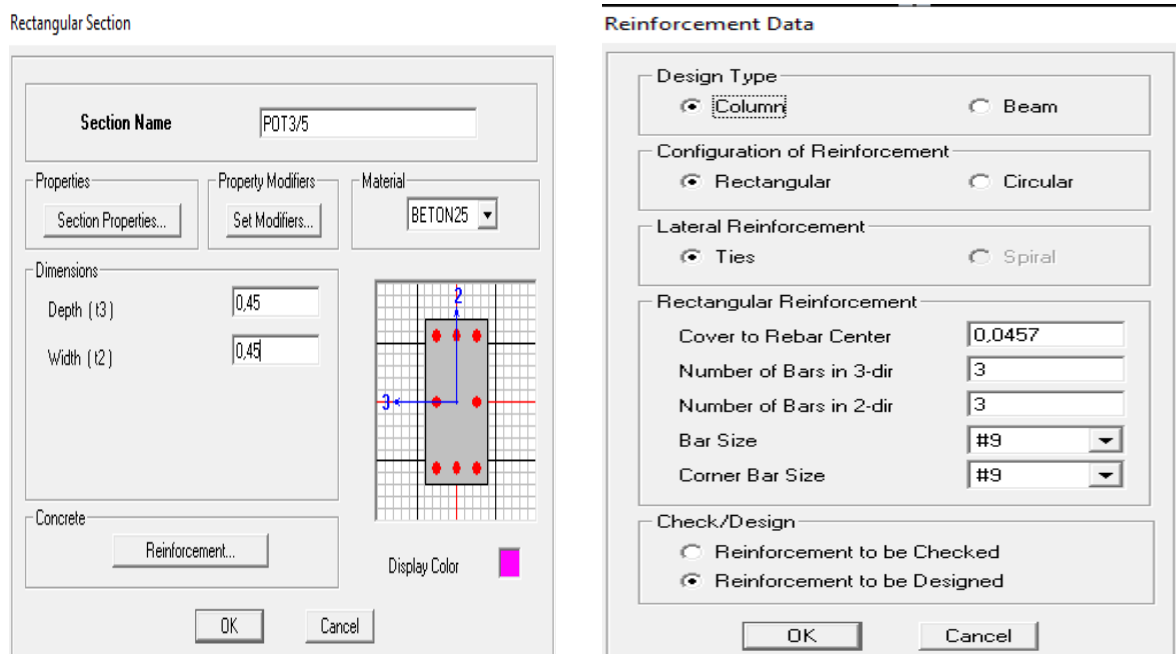 Rectangular Section
Section Name POT3/5
Properties
Section Properties...
Property Modifiers
Set Modifiers...
Material
BETON25
Dimensions
Depth ( t3 ) 0,45
Width ( t2 ) 0,45
2
3
Concrete
Reinforcement...
Display Color
OK Cancel
Reinforcement Data
Design Type
Column Beam
Configuration of Reinforcement
Rectangular Circular
Lateral Reinforcement
Ties Spiral
Rectangular Reinforcement
Cover to Rebar Center 0,0457
Number of Bars in 3-dir 3
Number of Bars in 2-dir 3
Bar Size #9
Corner Bar Size #9
Check/Design
Reinforcement to be Checked
Reinforcement to be Designed
OK Cancel